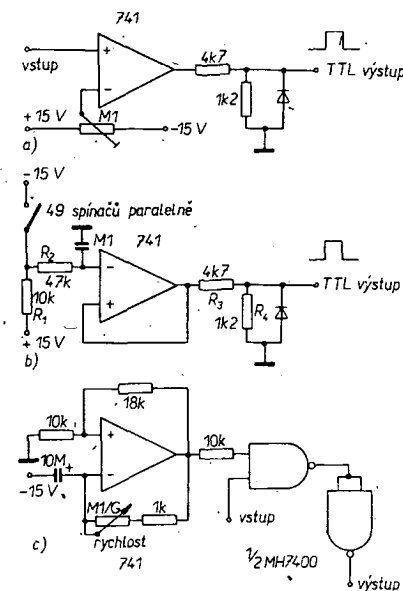 741
vstup
+
-
4k7
TTL výstup
1k2
+15 V
M1
-15 V
a)
-15 V
49 spínačů paralelně
M1
741
R2
47k
-
+
4k7
R3
TTL výstup
1k2
R4
10k
R1
+15 V
b)
18k
10k
+
10M
+
-15 V
-
10k
M1/G
1k
rychlost
741
c)
vstup
1/2 MH7400
výstup